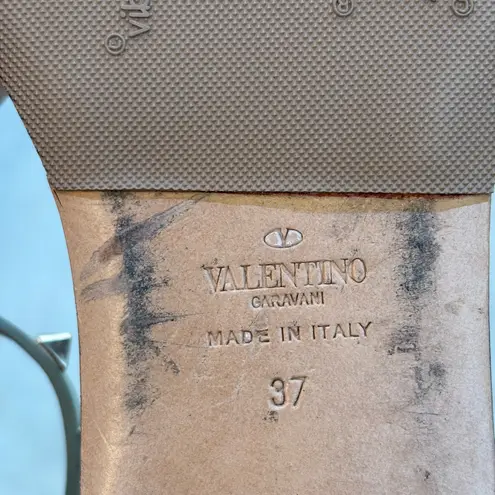 VALENTINO
GARAVANI
MADE IN ITALY
37